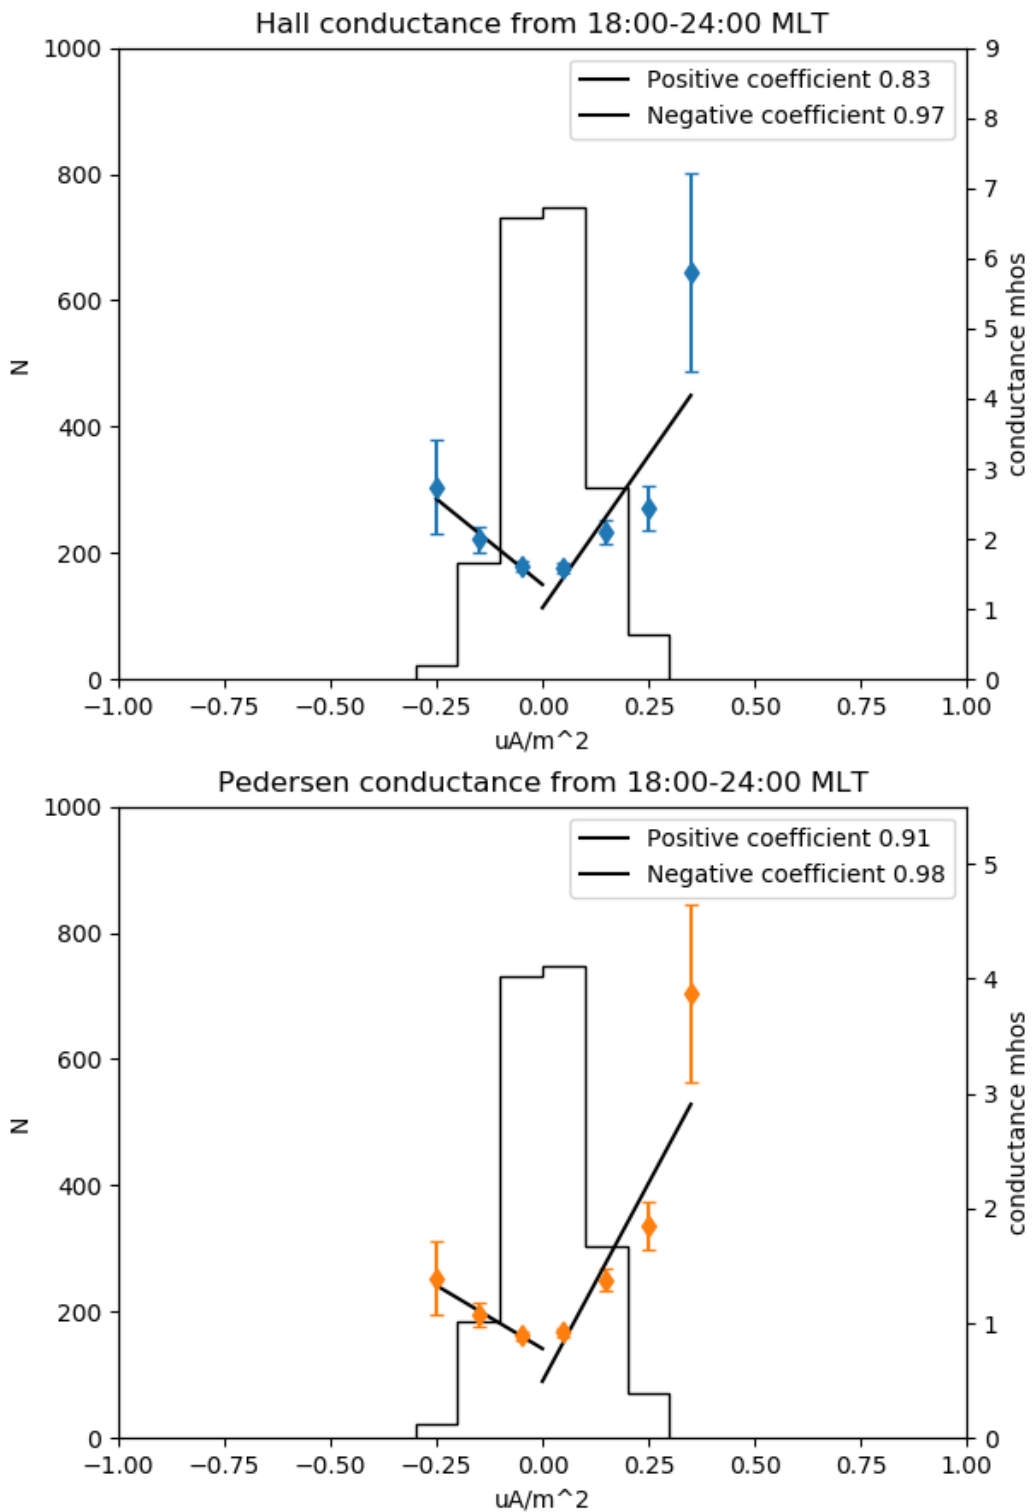 Hall conductance from 18:00-24:00 MLT
1000
800
600
400
200
0
N
9
8
7
6
5
4
3
2
1
0
conductance mhos
Positive coefficient 0.83
Negative coefficient 0.97
−1.00 −0.75 −0.50 −0.25 0.00 0.25 0.50 0.75 1.00
uA/m^2
Pedersen conductance from 18:00-24:00 MLT
1000
800
600
400
200
0
N
5
4
3
2
1
0
conductance mhos
Positive coefficient 0.91
Negative coefficient 0.98
−1.00 −0.75 −0.50 −0.25 0.00 0.25 0.50 0.75 1.00
uA/m^2